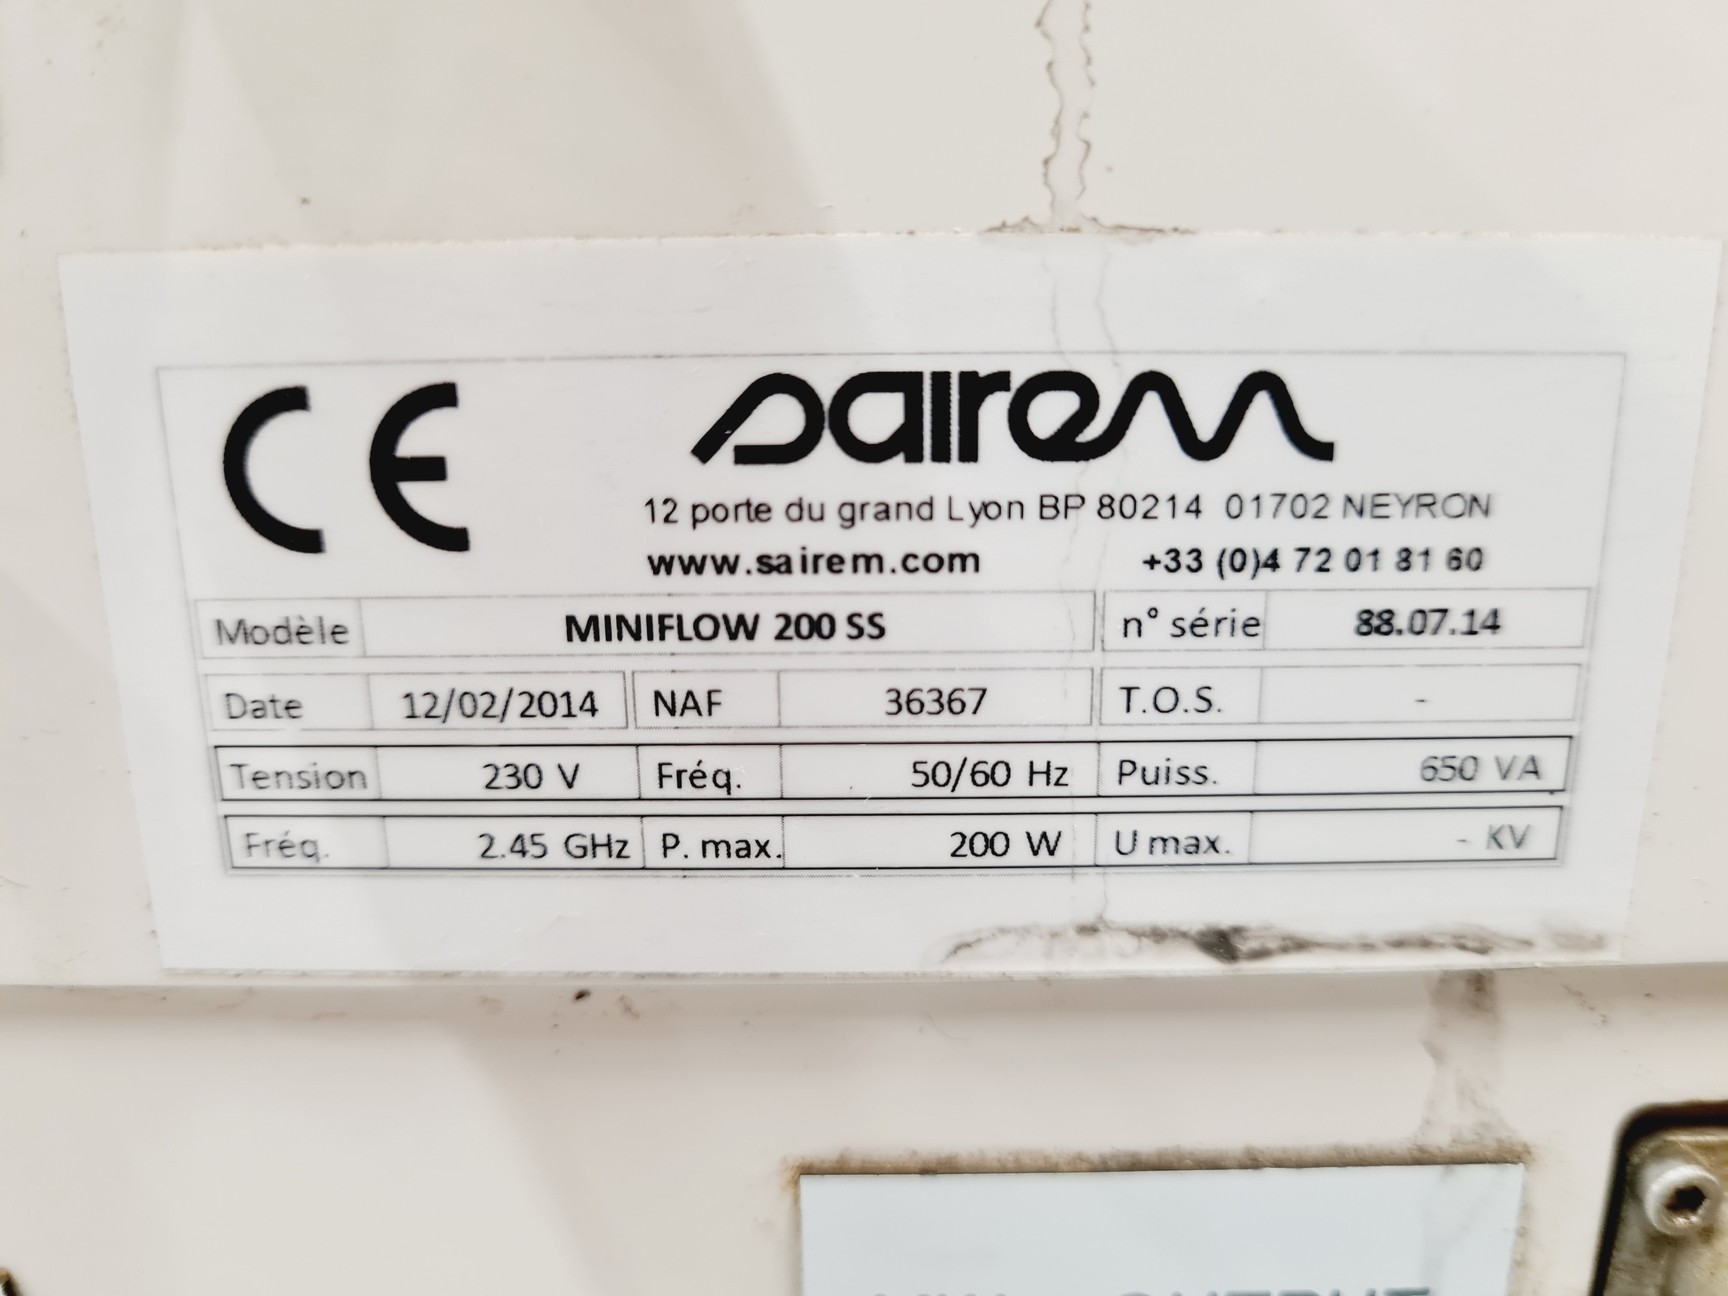 CE
sairem
12 porte du grand Lyon BP 80214 01702 NEYRON
www.sairem.com +33 (0)4 72 01 81 60
Modèle MINIFLOW 200 SS n° série 88.07.14
Date 12/02/2014 NAF 36367 T.O.S. -
Tension 230 V Fréq. 50/60 Hz Puiss. 650 VA
Fréq. 2.45 GHz P. max. 200 W U max. - KV
OUTPUT